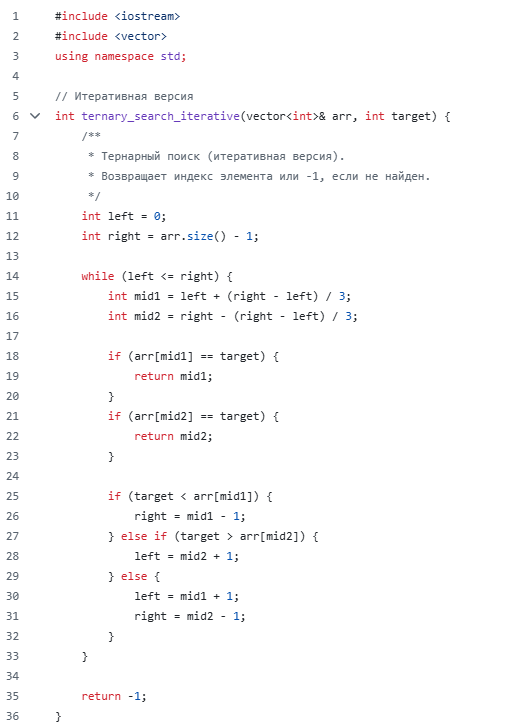 1 #include <iostream>
2 #include <vector>
3 using namespace std;
4
5 // Итеративная версия
6 int ternary_search_iterative(vector<int>& arr, int target) {
7     /**
8      * Тернарный поиск (итеративная версия).
9      * Возвращает индекс элемента или -1, если не найден.
10      */
11     int left = 0;
12     int right = arr.size() - 1;
13
14     while (left <= right) {
15         int mid1 = left + (right - left) / 3;
16         int mid2 = right - (right - left) / 3;
17
18         if (arr[mid1] == target) {
19             return mid1;
20         }
21         if (arr[mid2] == target) {
22             return mid2;
23         }
24
25         if (target < arr[mid1]) {
26             right = mid1 - 1;
27         } else if (target > arr[mid2]) {
28             left = mid2 + 1;
29         } else {
30             left = mid1 + 1;
31             right = mid2 - 1;
32         }
33     }
34
35     return -1;
36 }